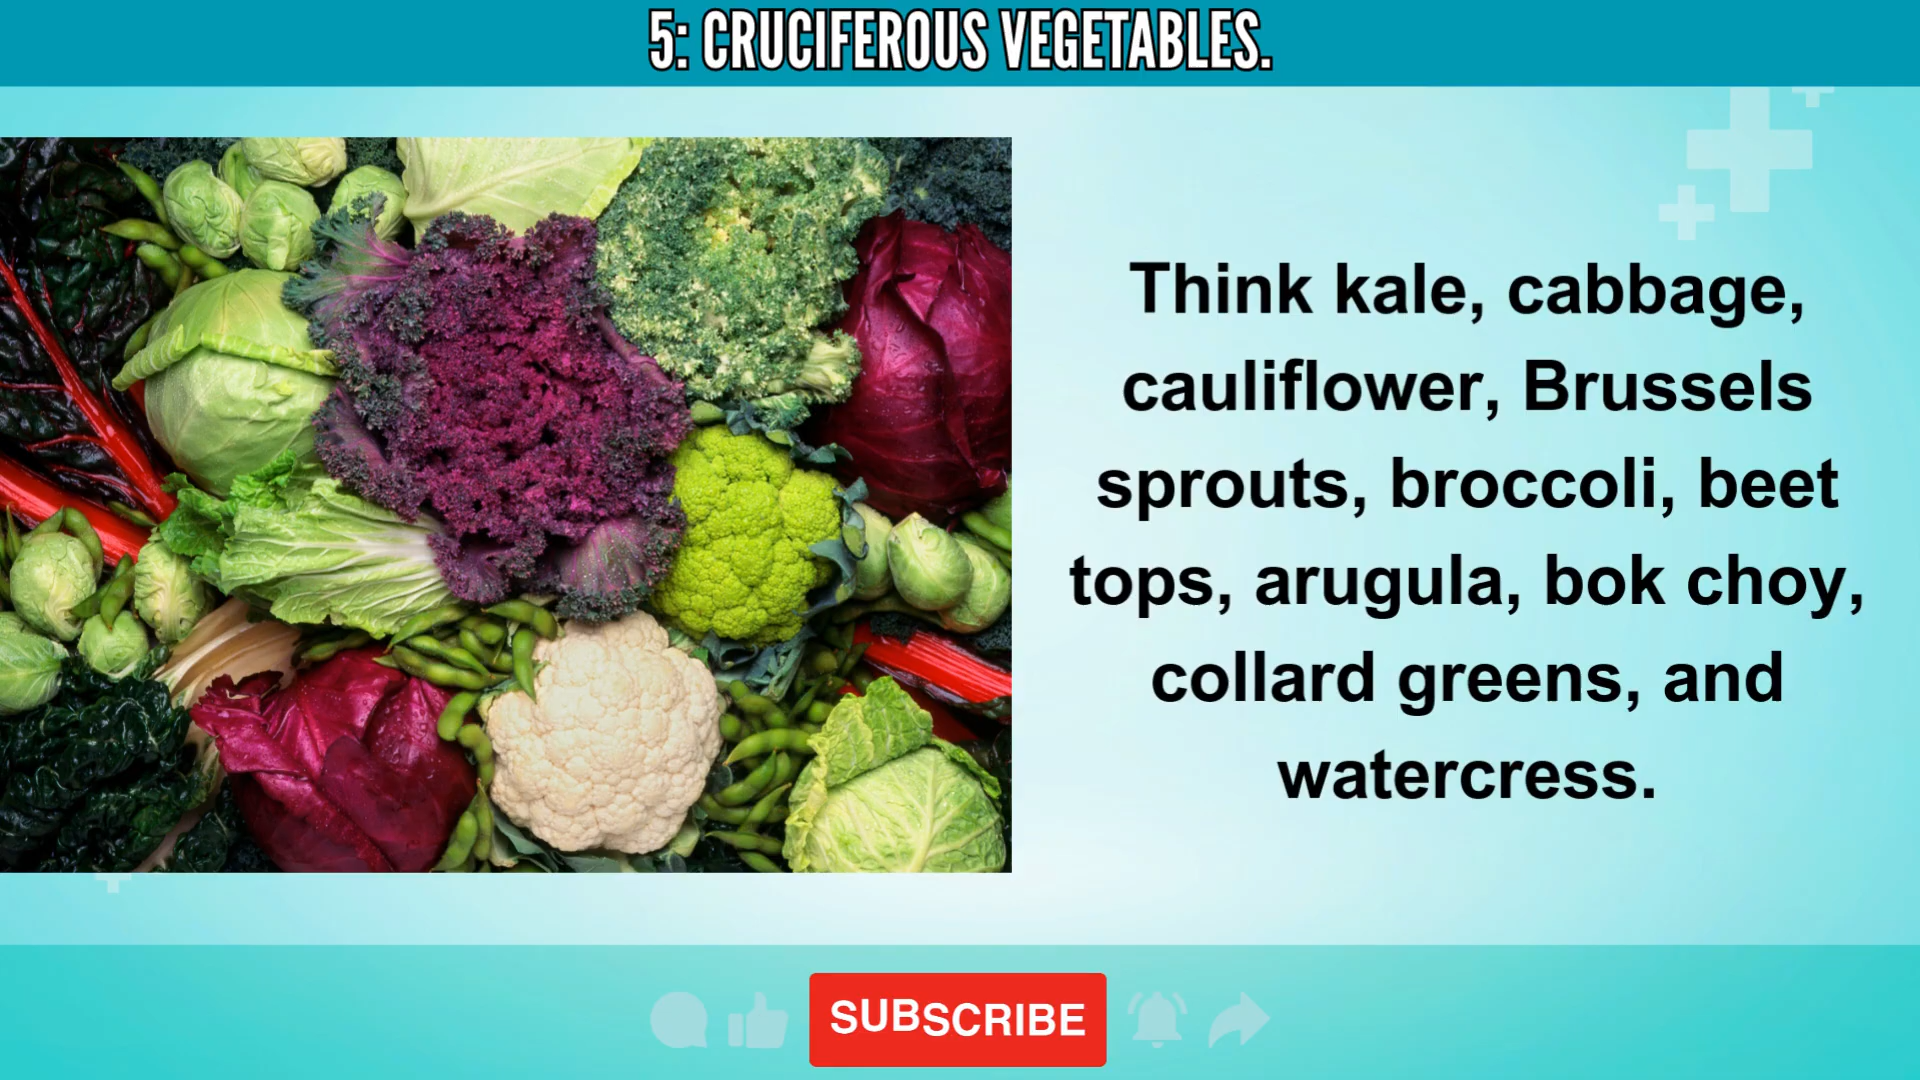 5: CRUCIFEROUS VEGETABLES.
Think kale, cabbage,
cauliflower, Brussels
sprouts, broccoli, beet
tops, arugula, bok choy,
collard greens, and
watercress.
SUBSCRIBE